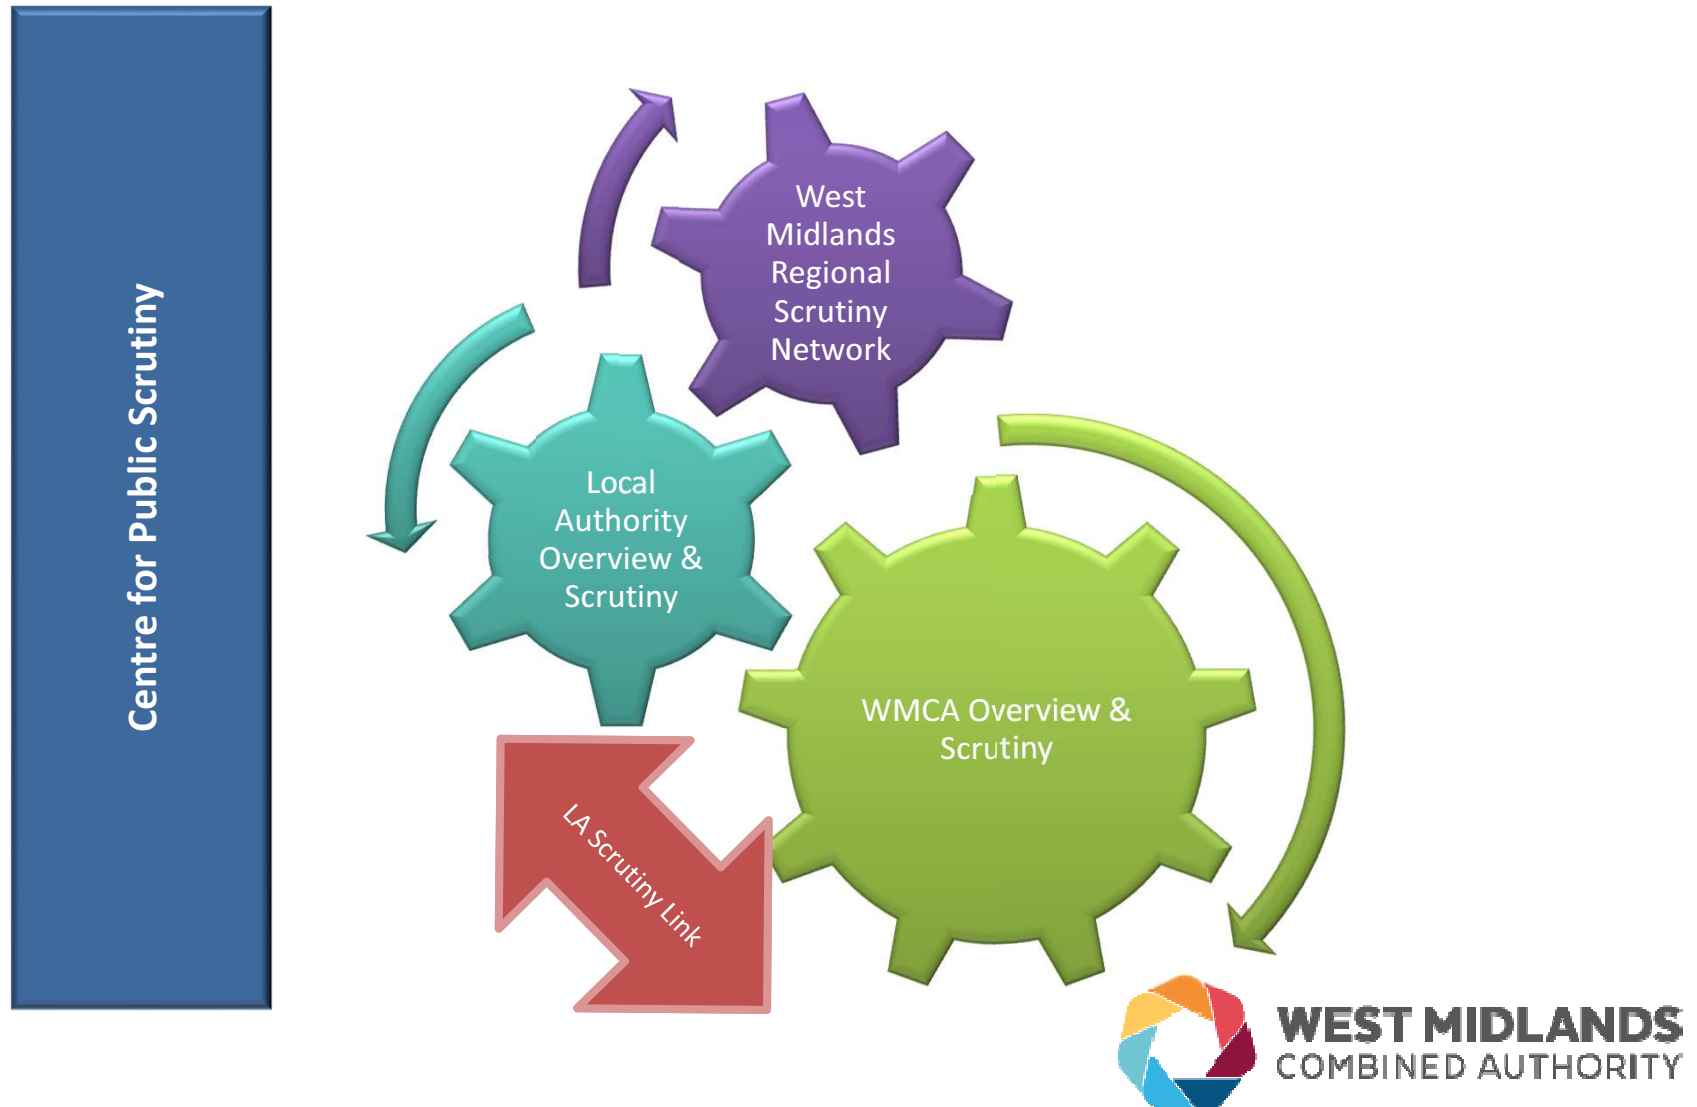 Centre for Public Scrutiny
West
Midlands
Regional
Scrutiny
Network
Local
Authority
Overview &
Scrutiny
WMCA Overview &
Scrutiny
LA Scrutiny Link
WEST MIDLANDS
COMBINED AUTHORITY